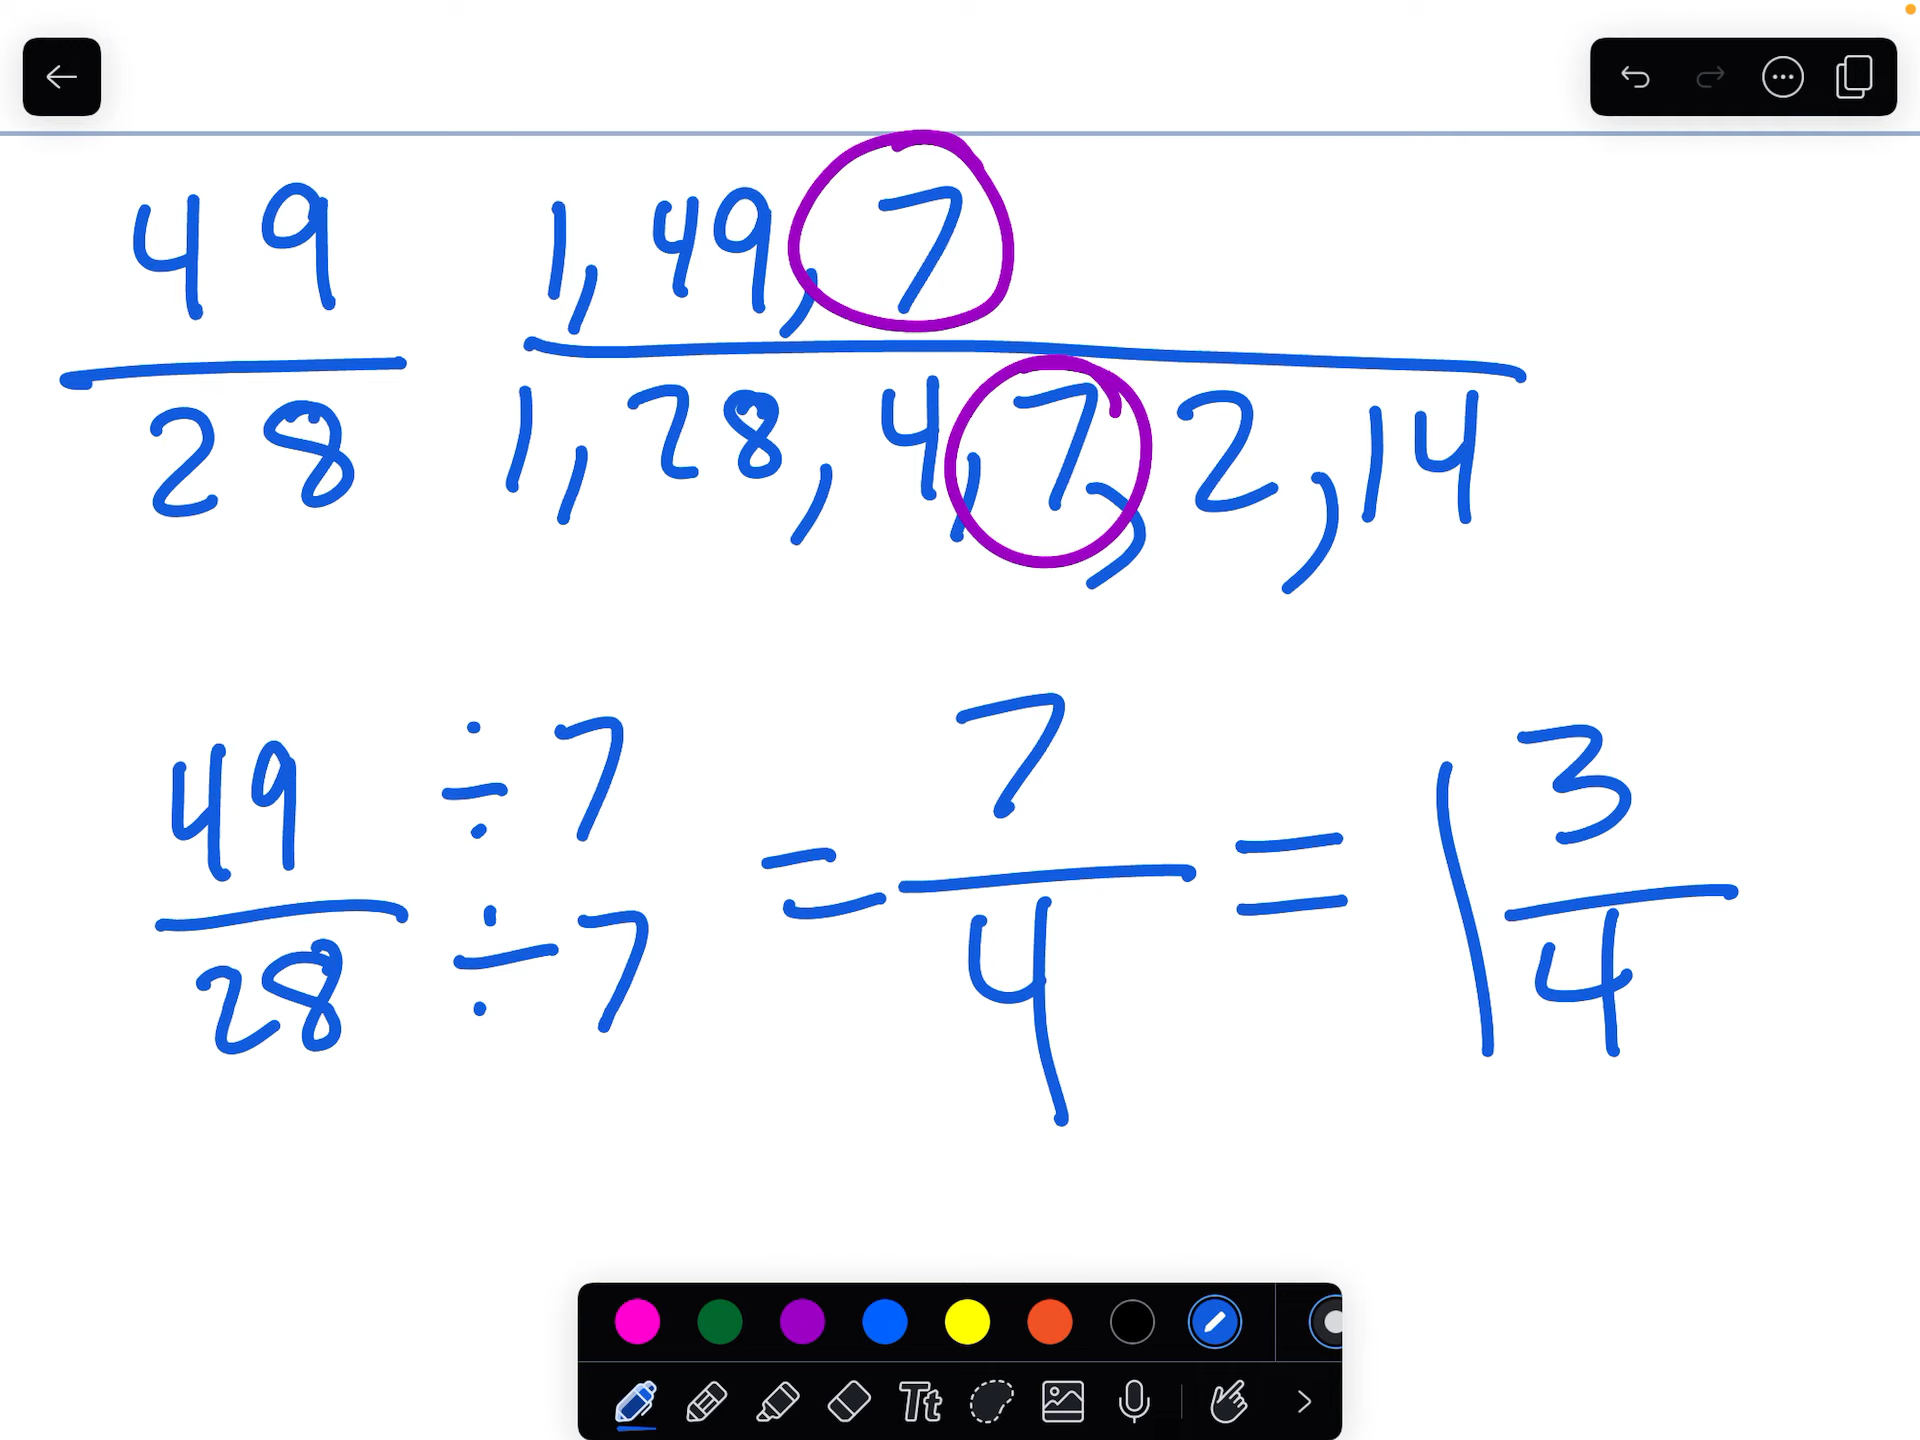 49 1, 49, 7
28 1, 28, 4, 7, 2, 14
49 ÷ 7 = 7 = 1 3
28 ÷ 7 4 4
Tt